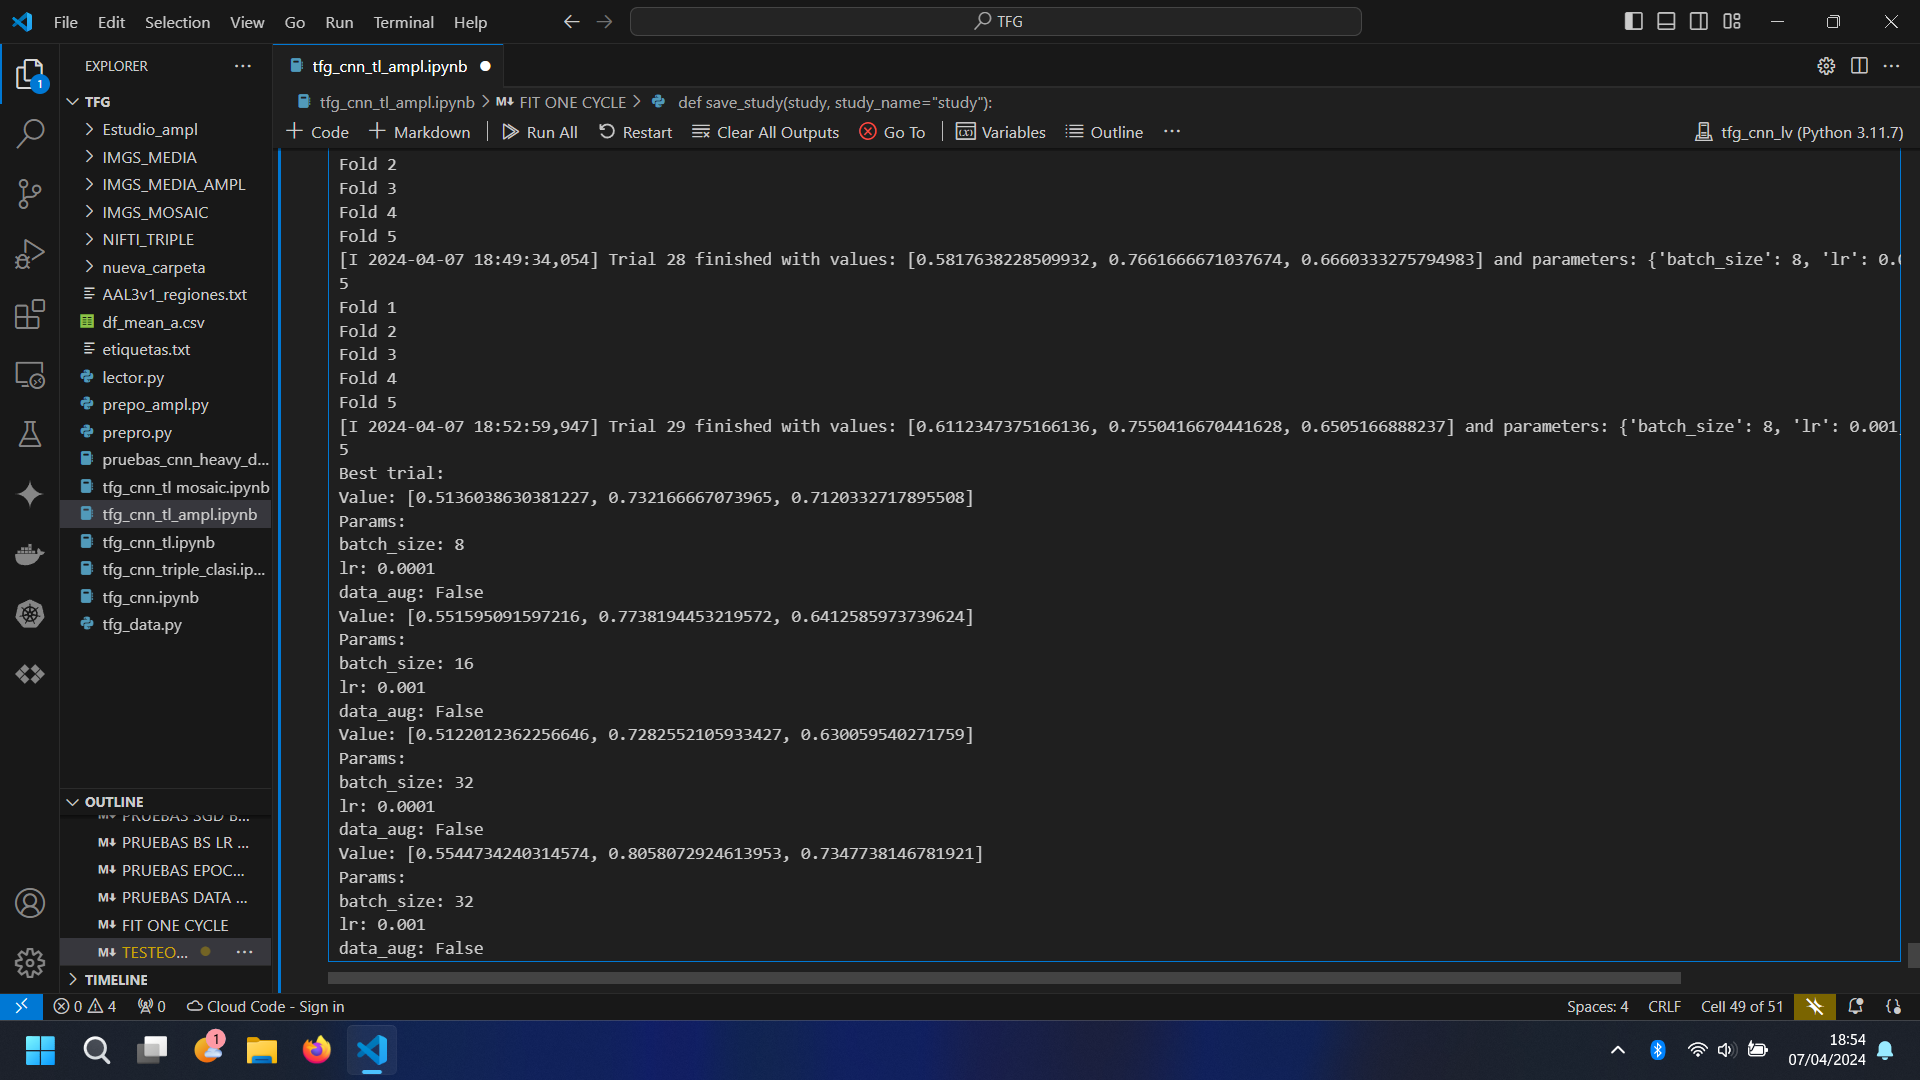 File Edit Selection View Go Run Terminal Help
TFG
EXPLORER
TFG
Estudio_ampl
IMGS_MEDIA
IMGS_MEDIA_AMPL
IMGS_MOSAIC
NIFTI_TRIPLE
nueva_carpeta
AAL3v1_regiones.txt
df_mean_a.csv
etiquetas.txt
lector.py
prepo_ampl.py
prepro.py
pruebas_cnn_heavy_d...
tfg_cnn_tl mosaic.ipynb
tfg_cnn_tl_ampl.ipynb
tfg_cnn_tl.ipynb
tfg_cnn_triple_clasi.ip...
tfg_cnn.ipynb
tfg_data.py
OUTLINE
PRUEBAS SGD B...
PRUEBAS BS LR ...
PRUEBAS EPOC...
PRUEBAS DATA ...
FIT ONE CYCLE
TESTEO...
TIMELINE
tfg_cnn_tl_ampl.ipynb
tfg_cnn_tl_ampl.ipynb > FIT ONE CYCLE > def save_study(study, study_name="study"):
+ Code + Markdown | Run All Restart Clear All Outputs Go To | Variables Outline ...
tfg_cnn_lv (Python 3.11.7)
Fold 2
Fold 3
Fold 4
Fold 5
[I 2024-04-07 18:49:34,054] Trial 28 finished with values: [0.5817638228509932, 0.7661666671037674, 0.6660333275794983] and parameters: {'batch_size': 8, 'lr': 0.0
5
Fold 1
Fold 2
Fold 3
Fold 4
Fold 5
[I 2024-04-07 18:52:59,947] Trial 29 finished with values: [0.6112347375166136, 0.7550416670441628, 0.6505166888237] and parameters: {'batch_size': 8, 'lr': 0.001
5
Best trial:
Value: [0.5136038630381227, 0.732166667073965, 0.7120332717895508]
Params:
batch_size: 8
lr: 0.0001
data_aug: False
Value: [0.551595091597216, 0.7738194453219572, 0.6412585973739624]
Params:
batch_size: 16
lr: 0.001
data_aug: False
Value: [0.5122012362256646, 0.7282552105933427, 0.630059540271759]
Params:
batch_size: 32
lr: 0.0001
data_aug: False
Value: [0.5544734240314574, 0.8058072924613953, 0.7347738146781921]
Params:
batch_size: 32
lr: 0.001
data_aug: False
0 4 0 Cloud Code - Sign in
Spaces: 4 CRLF Cell 49 of 51
18:54
07/04/2024